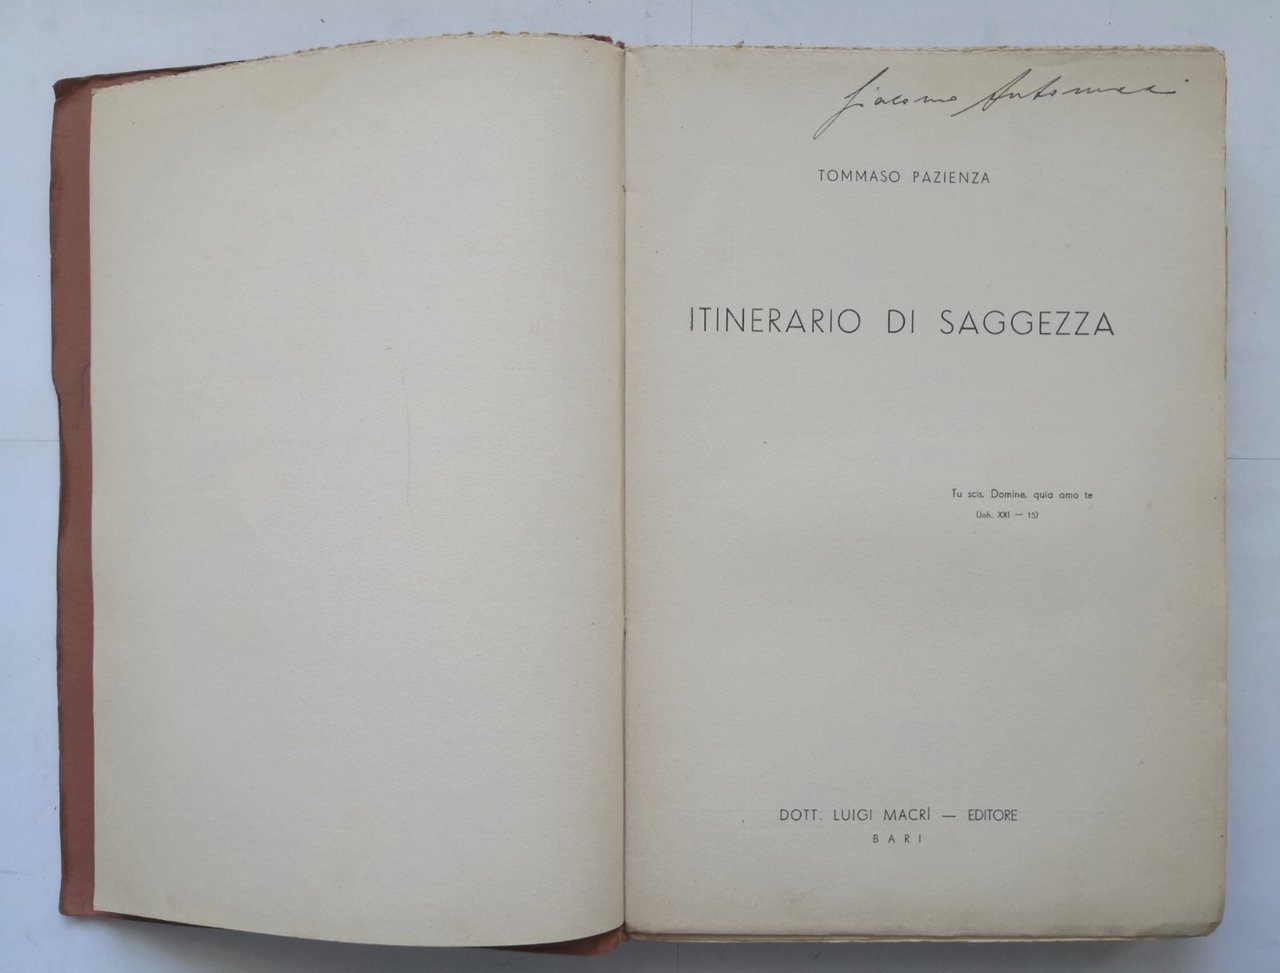 Giacomo Antonucci
TOMMASO PAZIENZA
ITINERARIO DI SAGGEZZA
Tu scis, Domine, quia amo te
(Joh. XXI — 15)
DOTT. LUIGI MACRÌ — EDITORE
BARI